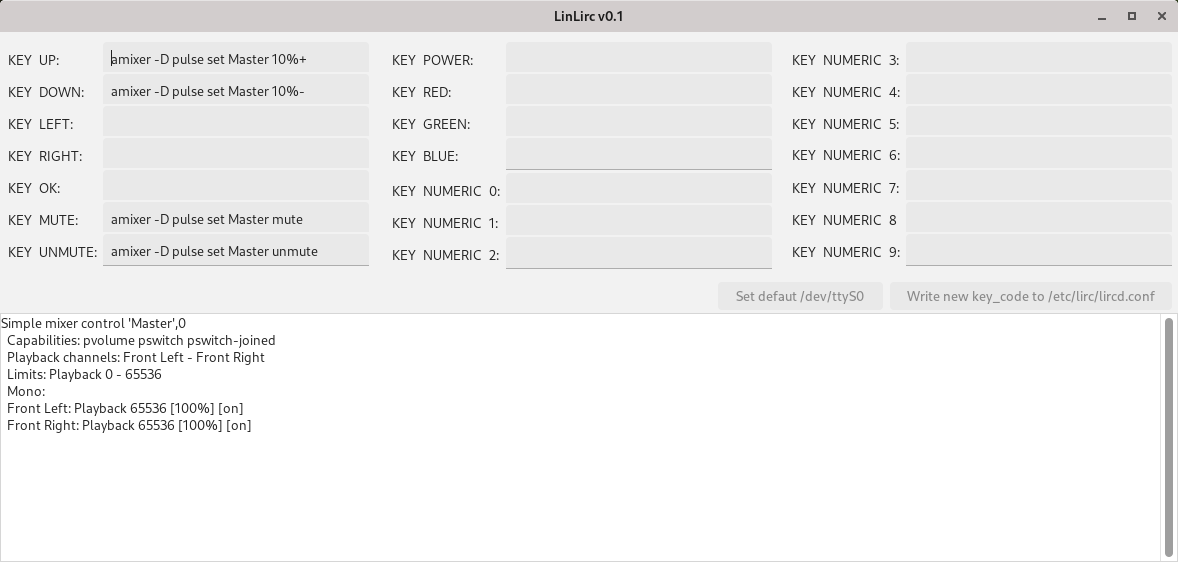 LinLirc v0.1
KEY UP: amixer -D pulse set Master 10%+
KEY DOWN: amixer -D pulse set Master 10%-
KEY LEFT:
KEY RIGHT:
KEY OK:
KEY MUTE: amixer -D pulse set Master mute
KEY UNMUTE: amixer -D pulse set Master unmute
KEY POWER:
KEY RED:
KEY GREEN:
KEY BLUE:
KEY NUMERIC 0:
KEY NUMERIC 1:
KEY NUMERIC 2:
KEY NUMERIC 3:
KEY NUMERIC 4:
KEY NUMERIC 5:
KEY NUMERIC 6:
KEY NUMERIC 7:
KEY NUMERIC 8
KEY NUMERIC 9:
Set defaut /dev/ttyS0
Write new key_code to /etc/lirc/lircd.conf
Simple mixer control 'Master',0
Capabilities: pvolume pswitch pswitch-joined
Playback channels: Front Left - Front Right
Limits: Playback 0 - 65536
Mono:
Front Left: Playback 65536 [100%] [on]
Front Right: Playback 65536 [100%] [on]